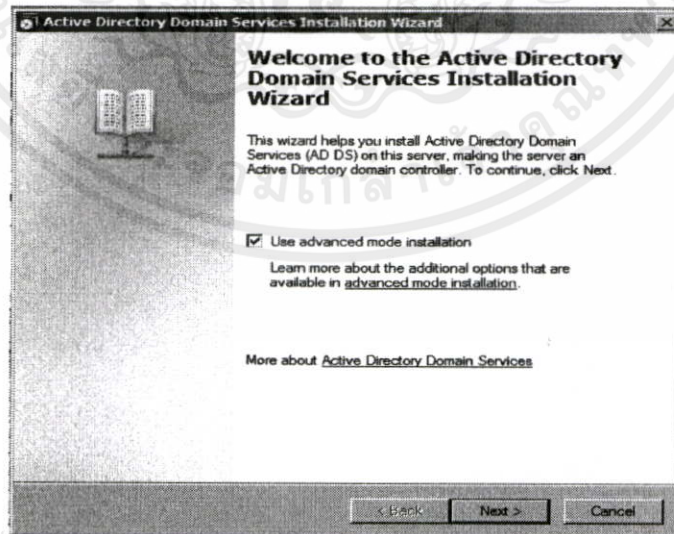 Active Directory Domain Services Installation Wizard
Welcome to the Active Directory
Domain Services Installation
Wizard
This wizard helps you install Active Directory Domain
Services (AD DS) on this server, making the server an
Active Directory domain controller. To continue, click Next.
Use advanced mode installation
Learn more about the additional options that are
available in advanced mode installation.
More about Active Directory Domain Services
< Back
Next >
Cancel